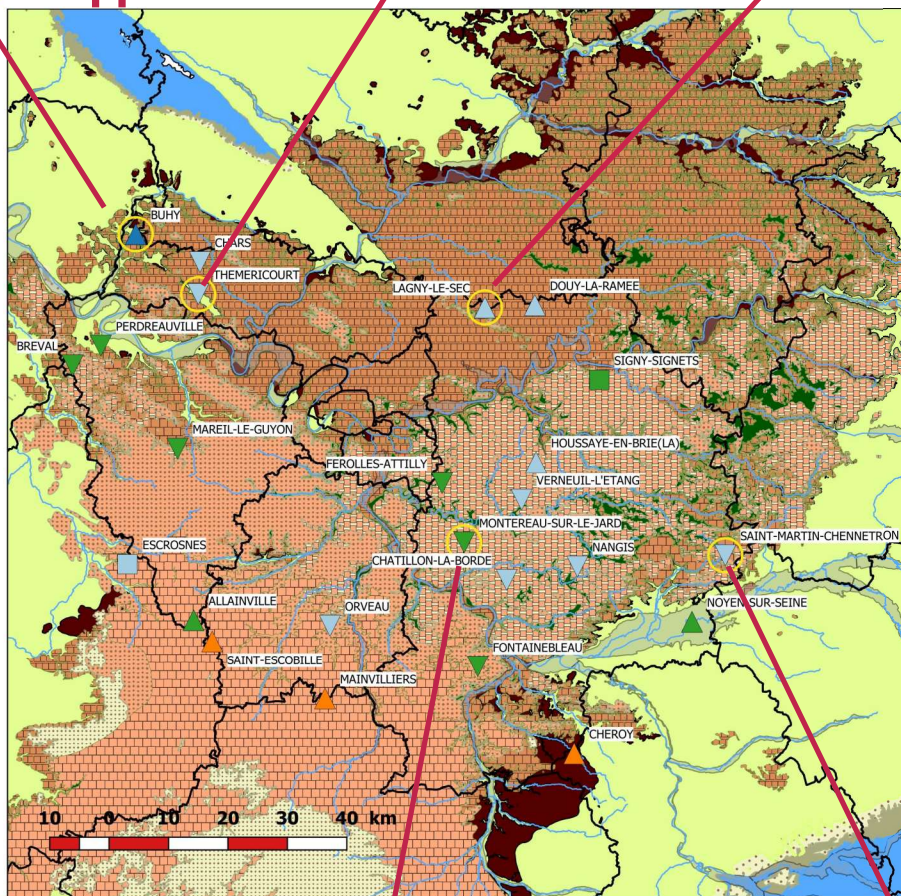 BUHY
CHARS
THEMERICOURT
LAGNY-LE-SEC
DOUY-LA-RAMEE
PERDREAUVILLE
BREVAL
SIGNY-SIGNETS
MAREIL-LE-GUYON
HOUSSAYE-EN-BRIE(LA)
FEROLLES-ATTILLY
VERNEUIL-L'ETANG
MONTEREAU-SUR-LE-JARD
SAINT-MARTIN-CHENNETRON
ESCROSNES
CHATILLON-LA-BORDE
NANGIS
ALLAINVILLE
ORVEAU
NOYEN-SUR-SEINE
SAINT-ESCOBILLE
FONTAINEBLEAU
MAINVILLIERS
CHEROY
10 0 10 20 30 40 km